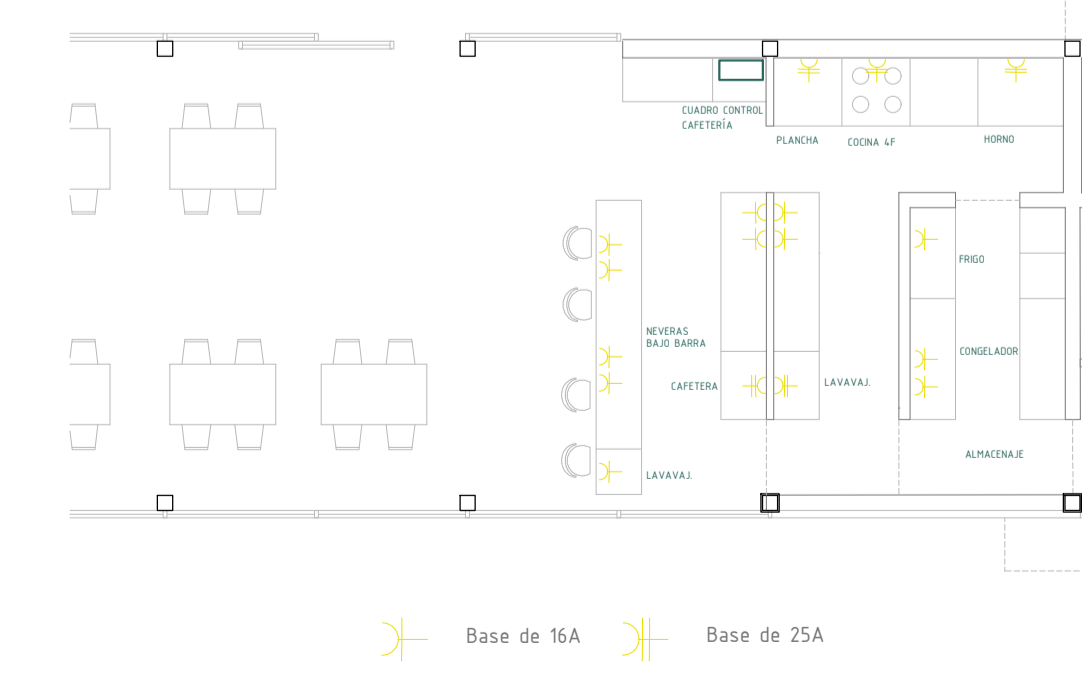 CUADRO CONTROL
CAFETERÍA
PLANCHA
COCINA 4F
HORNO
FRIGO
NEVERAS
BAJO BARRA
CONGELADOR
CAFETERA
LAVAVAJ.
ALMACENAJE
LAVAVAJ.
Base de 16A
Base de 25A